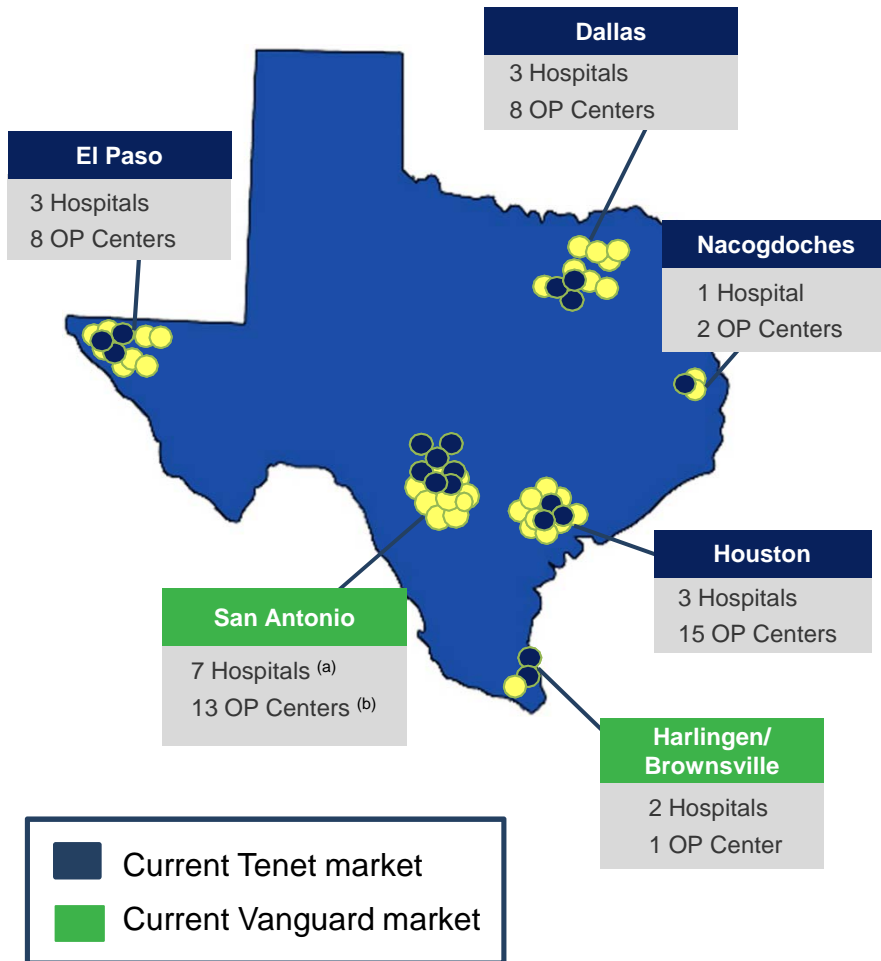 Dallas
3 Hospitals
8 OP Centers
El Paso
3 Hospitals
8 OP Centers
Nacogdoches
1 Hospital
2 OP Centers
Houston
3 Hospitals
15 OP Centers
San Antonio
7 Hospitals (a)
13 OP Centers (b)
Harlingen/
Brownsville
2 Hospitals
1 OP Center
Current Tenet market
Current Vanguard market